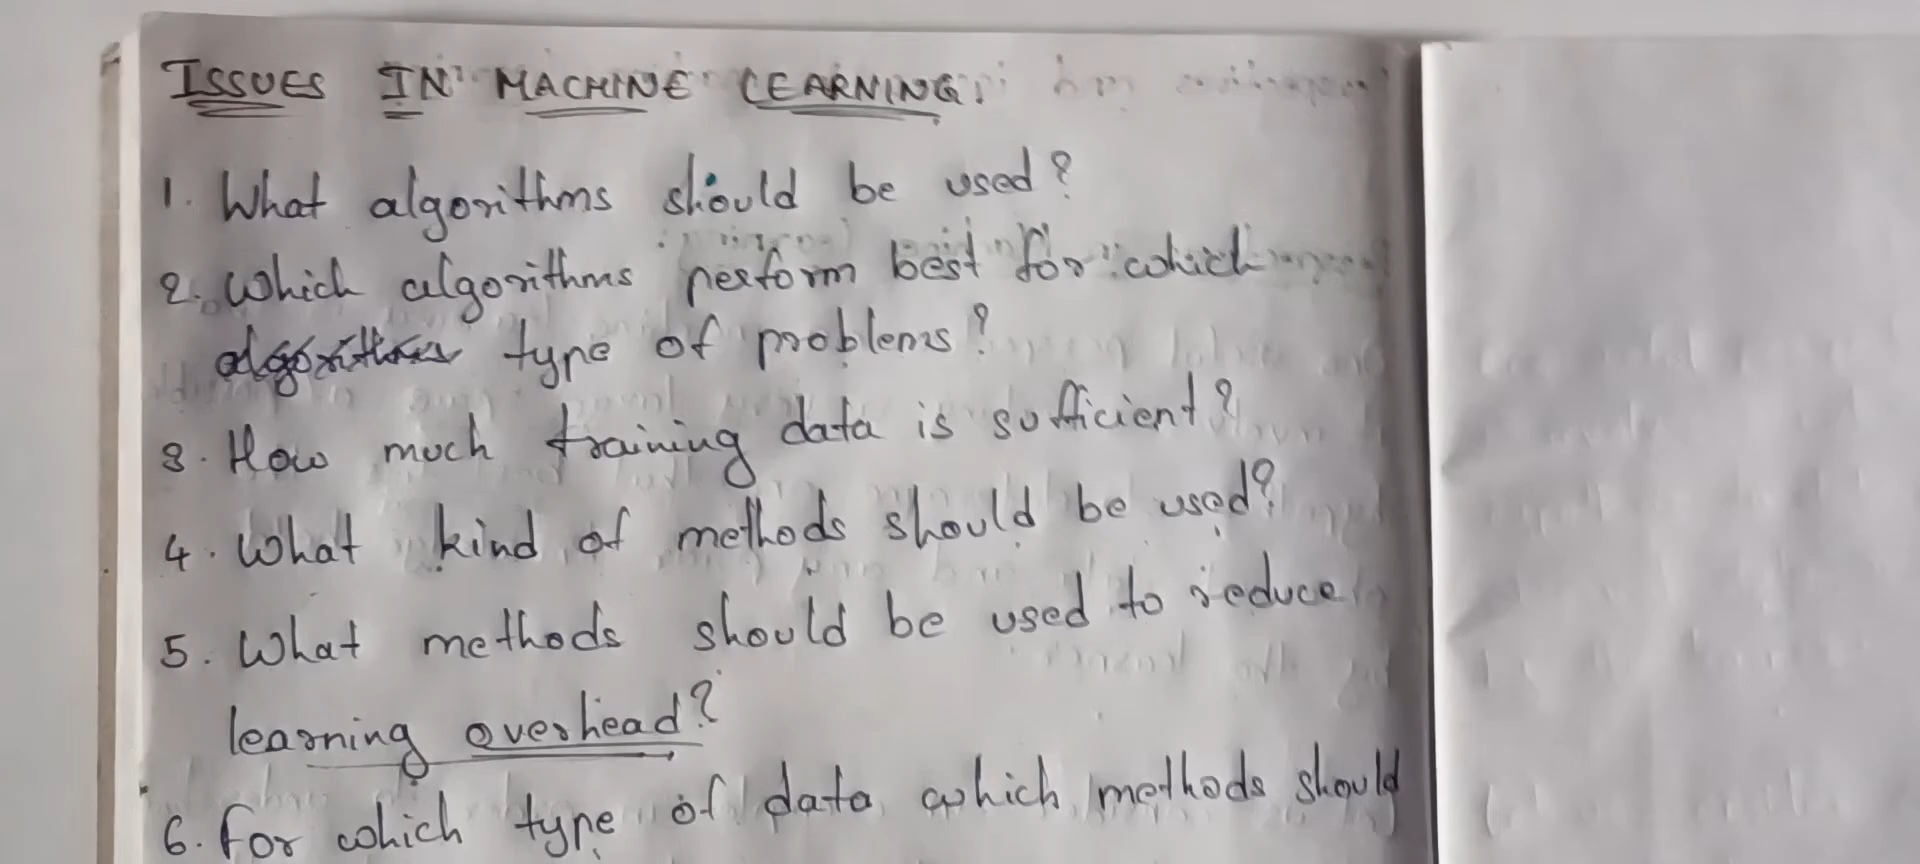 ISSUES IN MACHINE LEARNING:
1. What algorithms should be used?
2. Which algorithms perform best for which
algorithms type of problems?
3. How much training data is sufficient?
4. What kind of methods should be used?
5. What methods should be used to reduce
learning overhead?
6. for which type of data which methods should